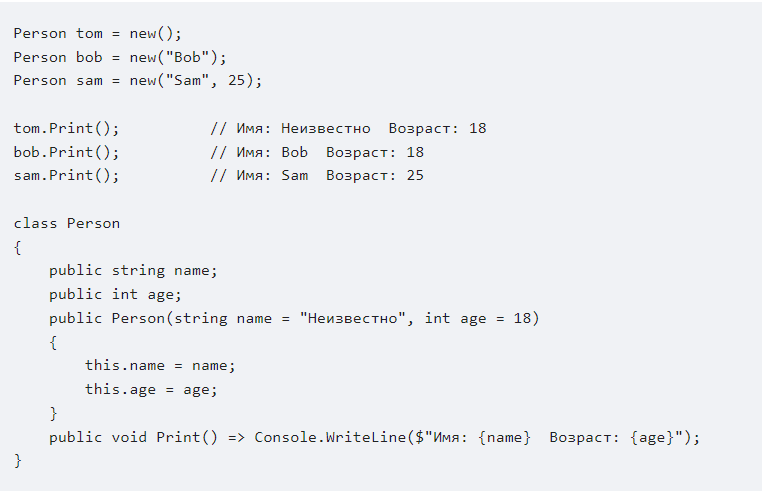 Person tom = new();
Person bob = new("Bob");
Person sam = new("Sam", 25);
tom.Print();          // Имя: Неизвестно  Возраст: 18
bob.Print();          // Имя: Bob  Возраст: 18
sam.Print();          // Имя: Sam  Возраст: 25
class Person
{
    public string name;
    public int age;
    public Person(string name = "Неизвестно", int age = 18)
    {
        this.name = name;
        this.age = age;
    }
    public void Print() => Console.WriteLine($"Имя: {name}  Возраст: {age}");
}